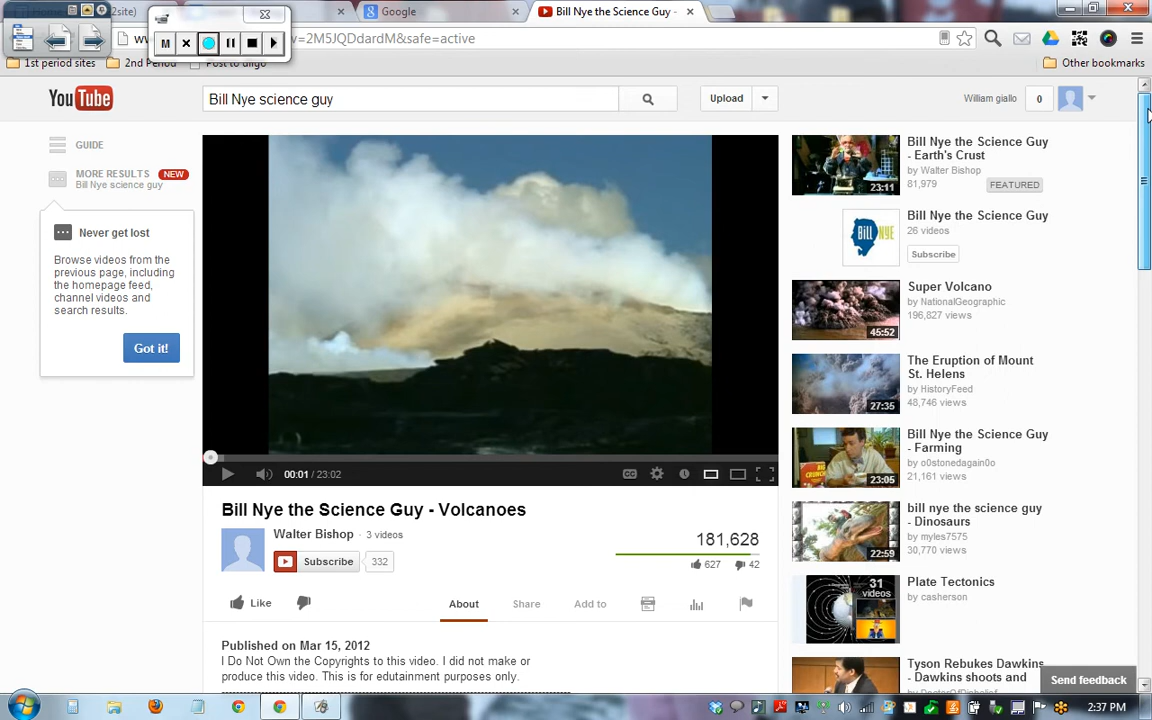 2site)
Google
Bill Nye the Science Guy -
M
=2M5JQDdardM&safe=active
1st period sites
2nd Period
Post to diigo
Other bookmarks
YouTube
Bill Nye science guy
Upload
William giallo
0
GUIDE
MORE RESULTS NEW
Bill Nye science guy
Never get lost
Browse videos from the
previous page, including
the homepage feed,
channel videos and
search results.
Got it!
00:01 / 23:02
CC
Bill Nye the Science Guy - Volcanoes
Walter Bishop · 3 videos
Subscribe 332
181,628
627 42
Like
About Share Add to
Published on Mar 15, 2012
I Do Not Own the Copyrights to this video. I did not make or
produce this video. This is for edutainment purposes only.
Bill Nye the Science Guy
- Earth's Crust
by Walter Bishop
81,979
FEATURED
23:11
Bill Nye the Science Guy
26 videos
Subscribe
BILL NYE
Super Volcano
by NationalGeographic
196,827 views
45:52
The Eruption of Mount
St. Helens
by HistoryFeed
48,746 views
27:35
Bill Nye the Science Guy
- Farming
by o0stonedagain0o
21,161 views
23:05
bill nye the science guy
- Dinosaurs
by myles7575
30,770 views
22:59
Plate Tectonics
by casherson
31
videos
Tyson Rebukes Dawkins
- Dawkins shoots and
Send feedback
2:37 PM